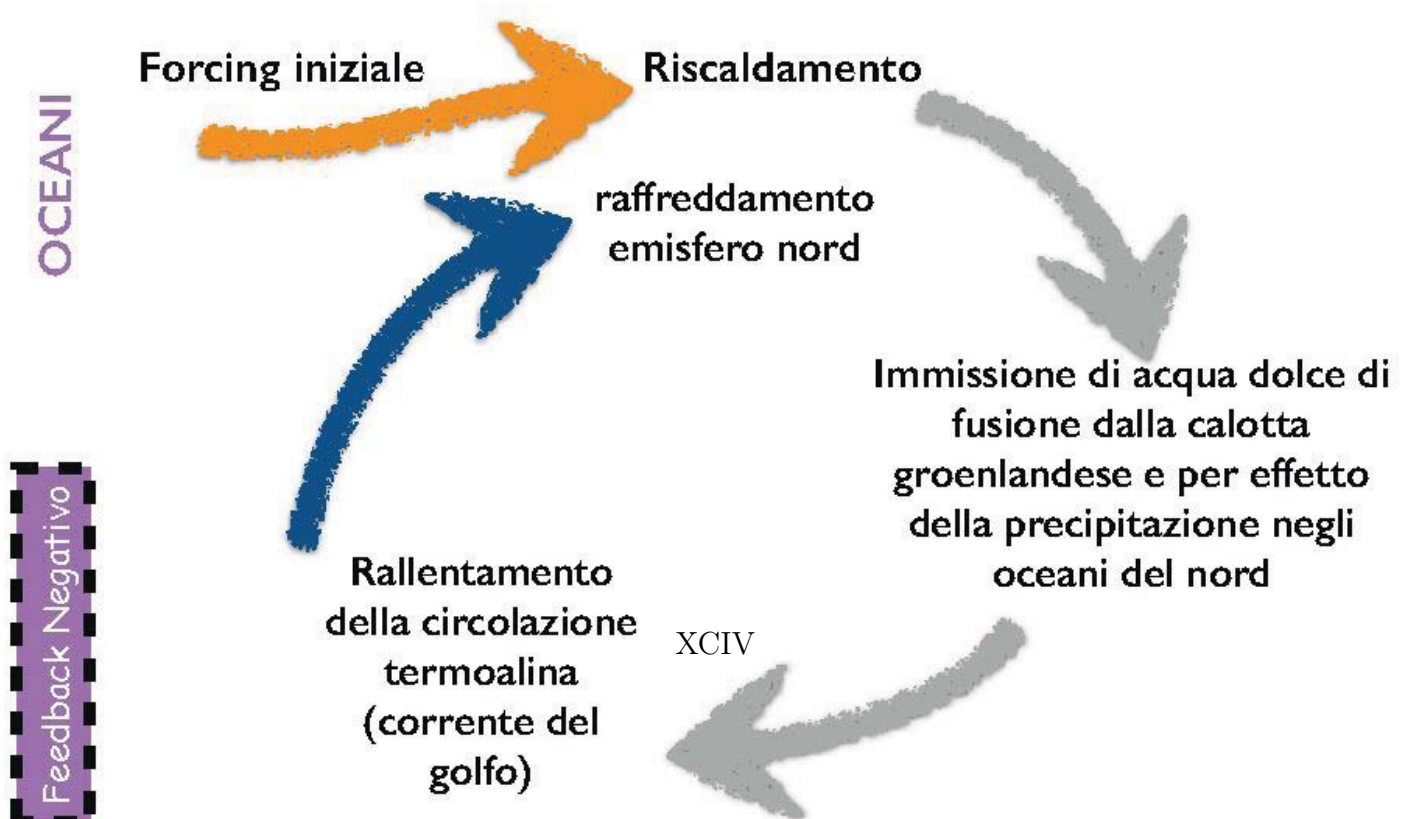 OCEANI
Forcing iniziale
Riscaldamento
raffreddamento
emisfero nord
Immissione di acqua dolce di
fusione dalla calotta
groenlandese e per effetto
della precipitazione negli
oceani del nord
Rallentamento
della circolazione
termoalina
(corrente del
golfo)
XCIV
Feedback Negativo